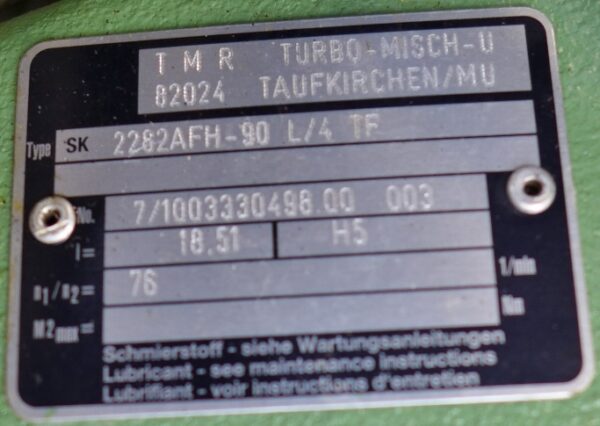 TMR TURBO-MISCH-U
82024 TAUFKIRCHEN/MU
Type SK 2282AFH-90 L/4 TF
No. 7/1003330498.00 003
i= 18.51 H5
n1/n2= 76 1/min
M2max= Nm
Schmierstoff - siehe Wartungsanleitungen
Lubricant - see maintenance instructions
Lubrifiant - voir instructions d'entretien